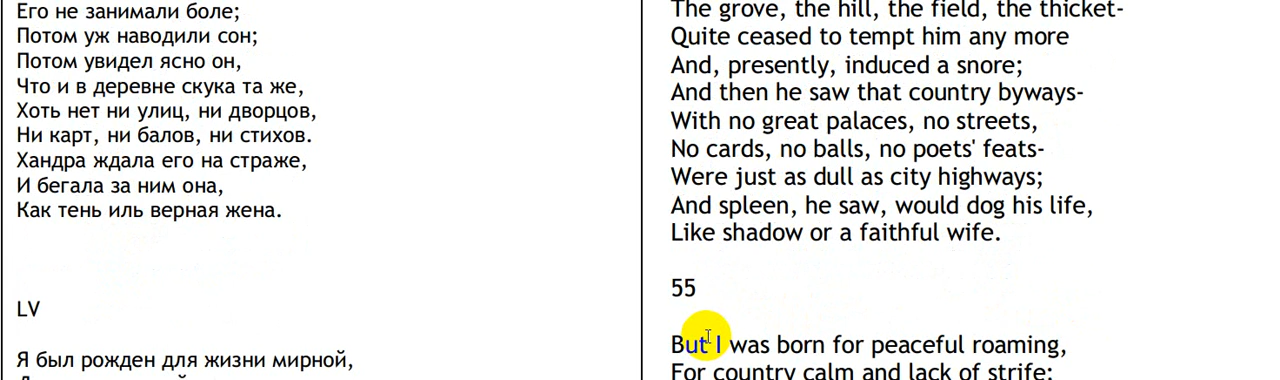 Его не занимали боле;
Потом уж наводили сон;
Потом увидел ясно он,
Что и в деревне скука та же,
Хоть нет ни улиц, ни дворцов,
Ни карт, ни балов, ни стихов.
Хандра ждала его на страже,
И бегала за ним она,
Как тень иль верная жена.
LV
Я был рожден для жизни мирной,
The grove, the hill, the field, the thicket-
Quite ceased to tempt him any more
And, presently, induced a snore;
And then he saw that country byways-
With no great palaces, no streets,
No cards, no balls, no poets' feats-
Were just as dull as city highways;
And spleen, he saw, would dog his life,
Like shadow or a faithful wife.
55
But I was born for peaceful roaming,
For country calm and lack of strife;